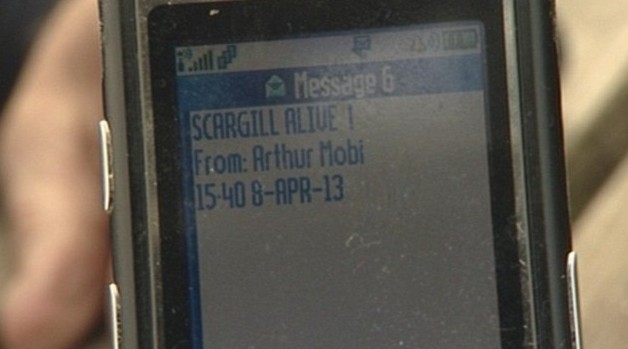 Message 6
SCARGILL ALIVE !
From: Arthur Mobi
15:40 8-APR-13